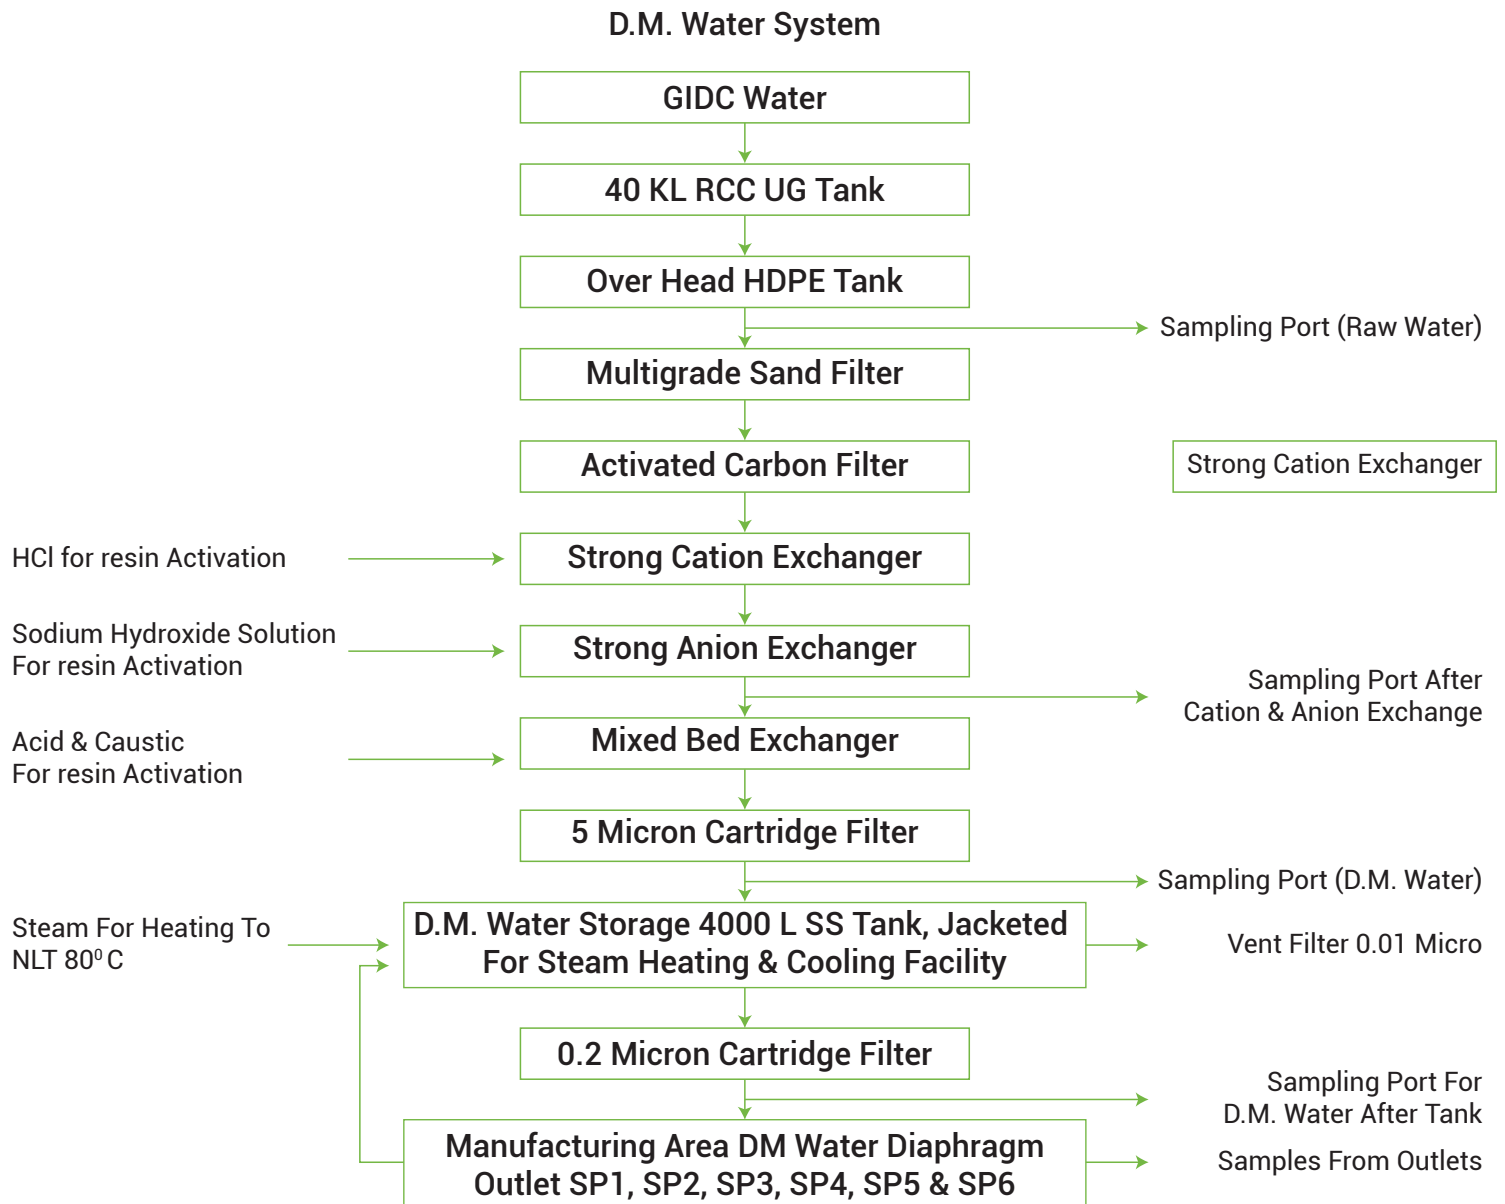 D.M. Water System
GIDC Water
40 KL RCC UG Tank
Over Head HDPE Tank
Sampling Port (Raw Water)
Multigrade Sand Filter
Activated Carbon Filter
Strong Cation Exchanger
HCl for resin Activation
Strong Cation Exchanger
Sodium Hydroxide Solution
For resin Activation
Strong Anion Exchanger
Sampling Port After
Cation & Anion Exchange
Acid & Caustic
For resin Activation
Mixed Bed Exchanger
5 Micron Cartridge Filter
Sampling Port (D.M. Water)
Steam For Heating To
NLT 80⁰ C
D.M. Water Storage 4000 L SS Tank, Jacketed
For Steam Heating & Cooling Facility
Vent Filter 0.01 Micro
0.2 Micron Cartridge Filter
Sampling Port For
D.M. Water After Tank
Manufacturing Area DM Water Diaphragm
Outlet SP1, SP2, SP3, SP4, SP5 & SP6
Samples From Outlets